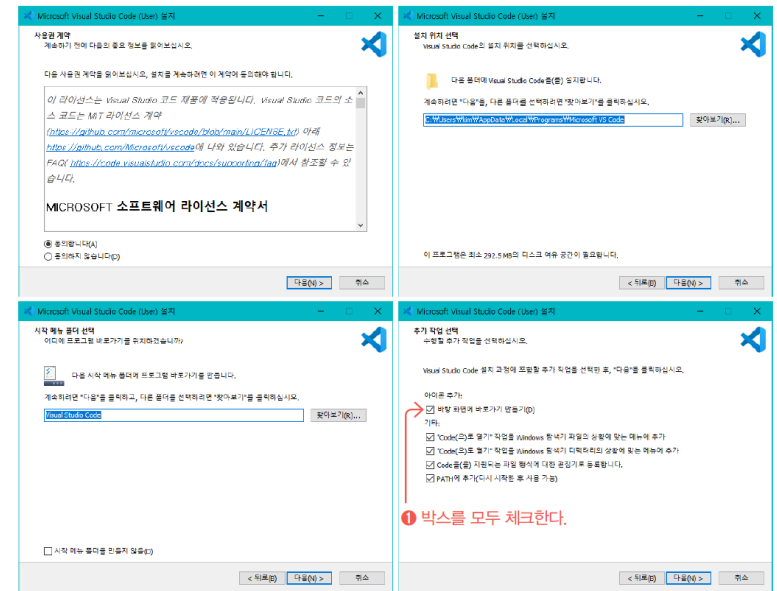 Microsoft Visual Studio Code (User) 설치
사용권 계약
계속하기 전에 다음의 중요 정보를 읽어보십시오.
다음 사용권 계약을 읽어보십시오, 설치를 계속하려면 이 계약에 동의해야 합니다.
이 라이선스는 Visual Studio 코드 제품에 적용됩니다. Visual Studio 코드의 소
스 코드는 MIT 라이선스 계약
(https://github.com/microsoft/vscode/blob/main/LICENSE.txt) 아래
https://github.com/Microsoft/vscode에 나와 있습니다. 추가 라이선스 정보는
FAQ( https://code.visualstudio.com/docs/supporting/faq)에서 참조할 수 있
습니다.
MICROSOFT 소프트웨어 라이선스 계약서
동의합니다(A)
동의하지 않습니다(D)
다음(N) >
취소
Microsoft Visual Studio Code (User) 설치
설치 위치 선택
Visual Studio Code의 설치 위치를 선택하십시오.
다음 폴더에 Visual Studio Code을(를) 설치합니다.
계속하려면 "다음"을, 다른 폴더를 선택하려면 "찾아보기"를 클릭하십시오.
C:₩Users₩kim₩AppData₩Local₩Programs₩Microsoft VS Code
찾아보기(R)...
이 프로그램은 최소 292.5 MB의 디스크 여유 공간이 필요합니다.
< 뒤로(B)
다음(N) >
취소
Microsoft Visual Studio Code (User) 설치
시작 메뉴 폴더 선택
어디에 프로그램 바로가기를 위치하겠습니까?
다음 시작 메뉴 폴더에 프로그램 바로가기를 만듭니다.
계속하려면 "다음"을 클릭하고, 다른 폴더를 선택하려면 "찾아보기"를 클릭하십시오.
Visual Studio Code
찾아보기(R)...
시작 메뉴 폴더를 만들지 않음(D)
< 뒤로(B)
다음(N) >
취소
Microsoft Visual Studio Code (User) 설치
추가 작업 선택
수행할 추가 작업을 선택하십시오.
Visual Studio Code 설치 과정에 포함할 추가 작업을 선택한 후, "다음"을 클릭하십시오.
아이콘 추가:
바탕 화면에 바로가기 만들기(D)
기타:
"Code(으)로 열기" 작업을 Windows 탐색기 파일의 상황에 맞는 메뉴에 추가
"Code(으)로 열기" 작업을 Windows 탐색기 디렉터리의 상황에 맞는 메뉴에 추가
Code을(를) 지원되는 파일 형식에 대한 편집기로 등록합니다.
PATH에 추가(다시 시작한 후 사용 가능)
❶ 박스를 모두 체크한다.
< 뒤로(B)
다음(N) >
취소